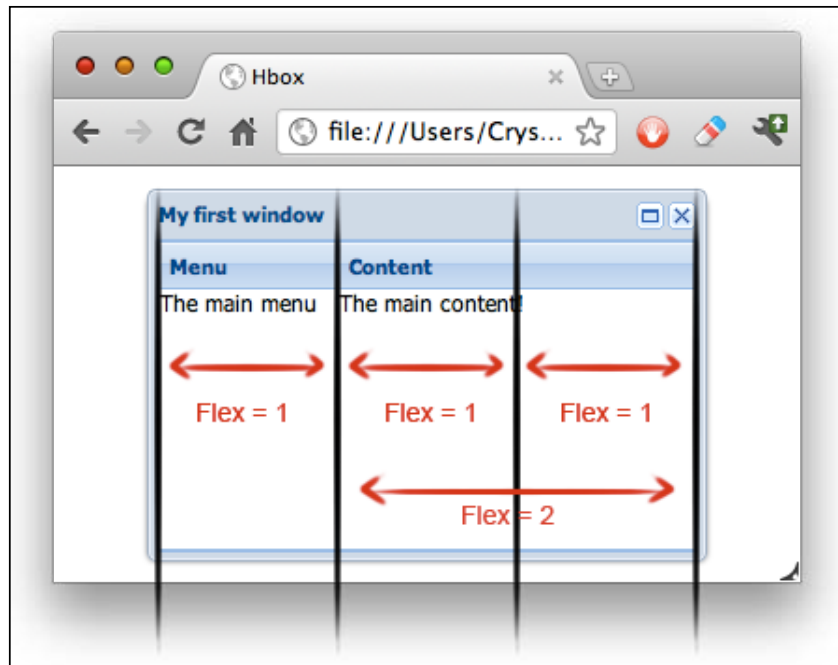 Hbox
file:///Users/Crys...
My first window
Menu Content
The main menu The main content!
Flex = 1 Flex = 1 Flex = 1
Flex = 2